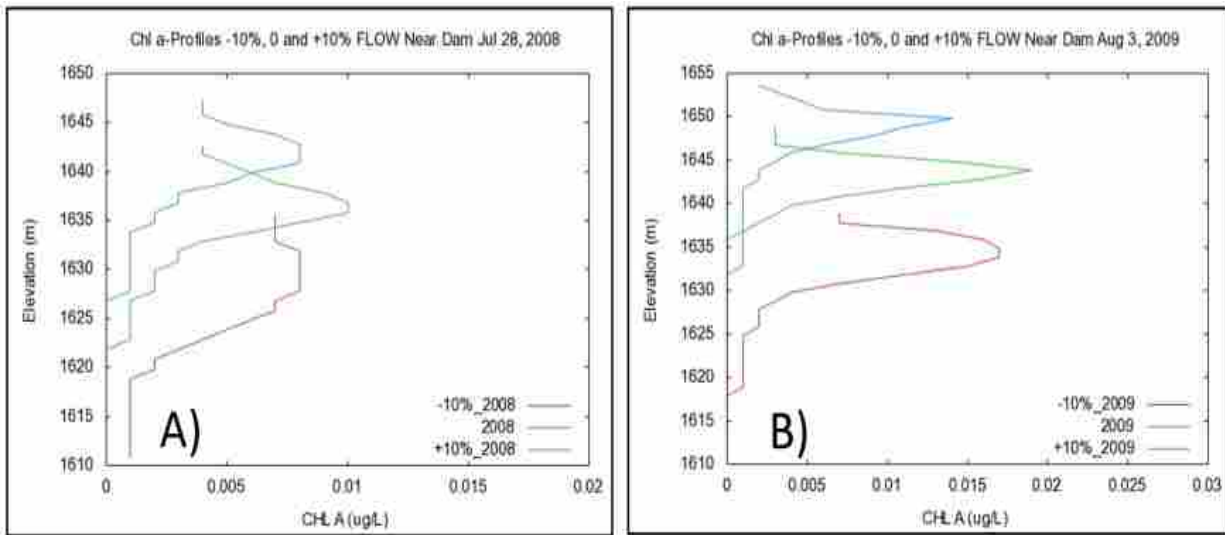 Chl a-Profiles -10%, 0 and +10% FLOW Near Dam Jul 28, 2008
1650
1645
1640
1635
1630
1625
1620
1615
1610
Elevation (m)
-10%_2008
2008
+10%_2008
A)
0 0.005 0.01 0.015 0.02
CHL A (ug/L)
Chl a-Profiles -10%, 0 and +10% FLOW Near Dam Aug 3, 2009
1655
1650
1645
1640
1635
1630
1625
1620
1615
1610
Elevation (m)
-10%_2009
2009
+10%_2009
B)
0 0.005 0.01 0.015 0.02 0.025 0.03
CHL A (ug/L)